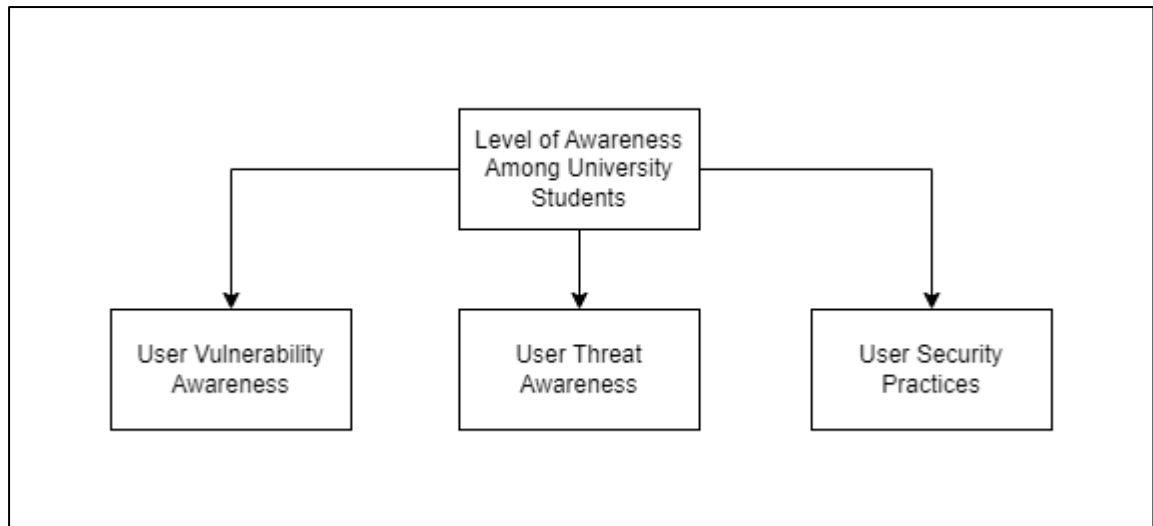 Level of Awareness
Among University
Students
User Vulnerability
Awareness
User Threat
Awareness
User Security
Practices